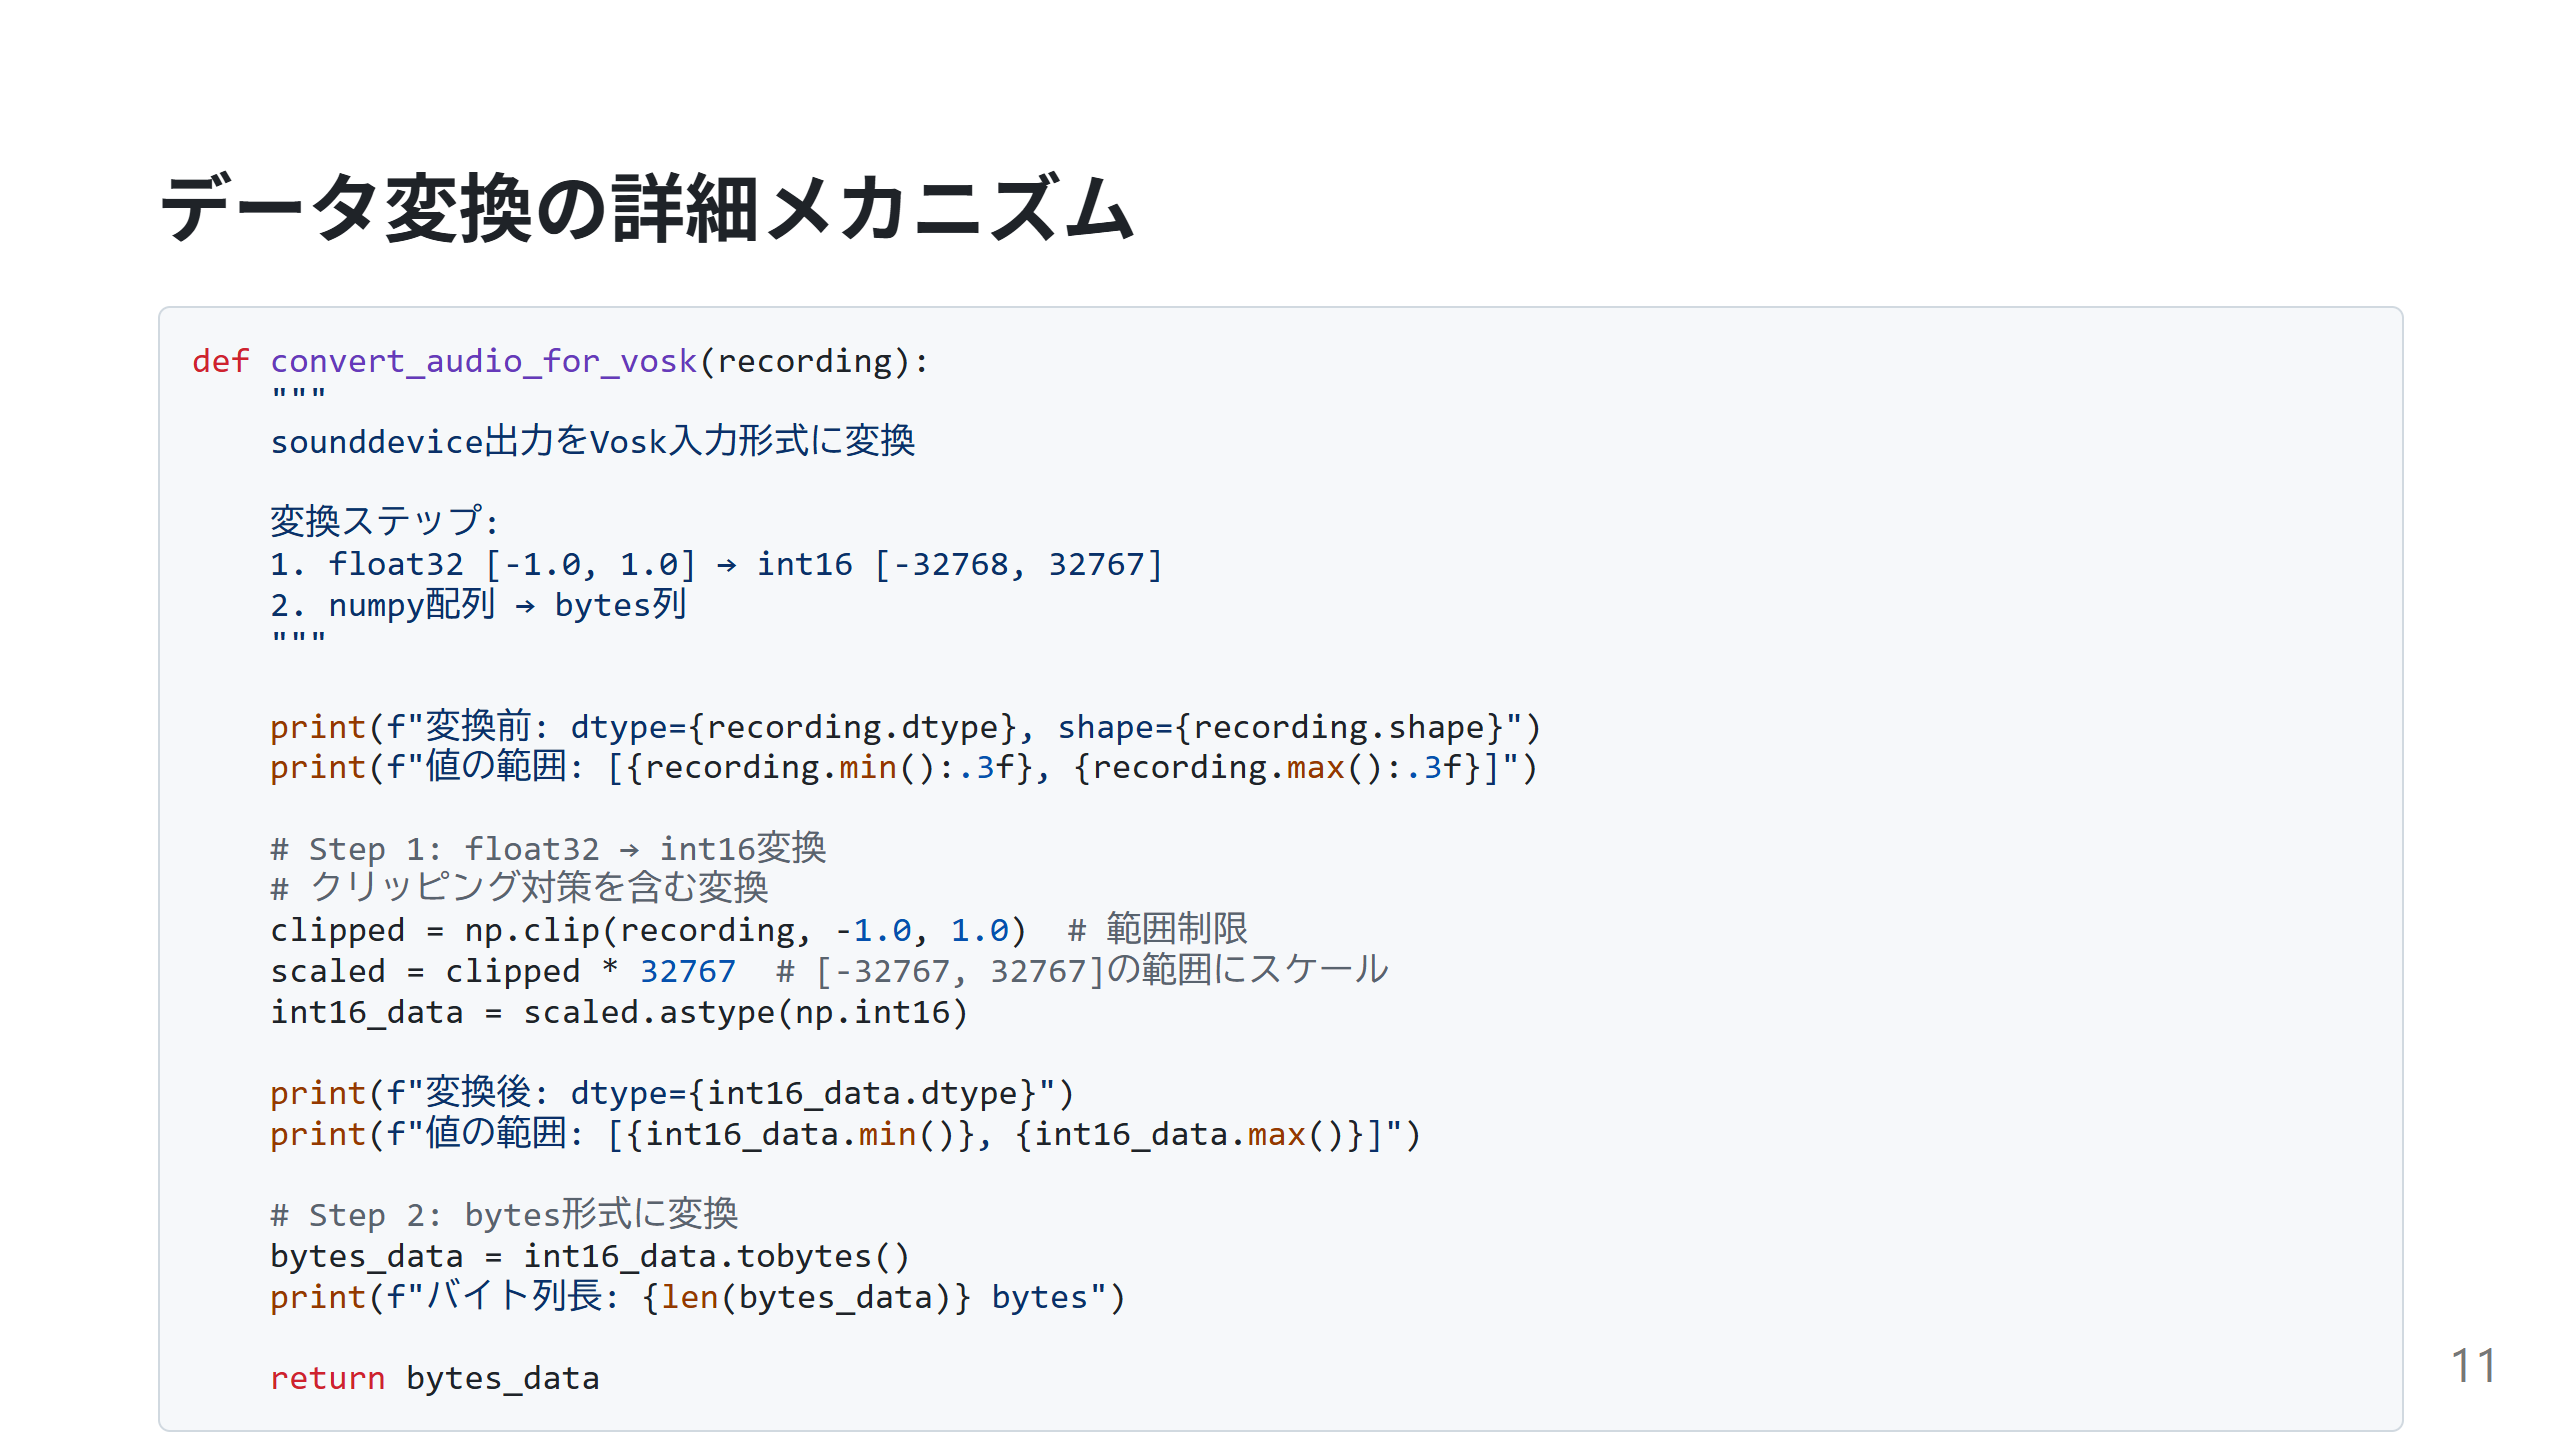 データ変換の詳細メカニズム
def convert_audio_for_vosk(recording):
    """
    sounddevice出力をVosk入力形式に変換

    変換ステップ:
    1. float32 [-1.0, 1.0] → int16 [-32768, 32767]
    2. numpy配列 → bytes列
    """

    print(f"変換前: dtype={recording.dtype}, shape={recording.shape}")
    print(f"値の範囲: [{recording.min():.3f}, {recording.max():.3f}]")

    # Step 1: float32 → int16変換
    # クリッピング対策を含む変換
    clipped = np.clip(recording, -1.0, 1.0)  # 範囲制限
    scaled = clipped * 32767  # [-32767, 32767]の範囲にスケール
    int16_data = scaled.astype(np.int16)

    print(f"変換後: dtype={int16_data.dtype}")
    print(f"値の範囲: [{int16_data.min()}, {int16_data.max()}]")

    # Step 2: bytes形式に変換
    bytes_data = int16_data.tobytes()
    print(f"バイト列長: {len(bytes_data)} bytes")

    return bytes_data
11